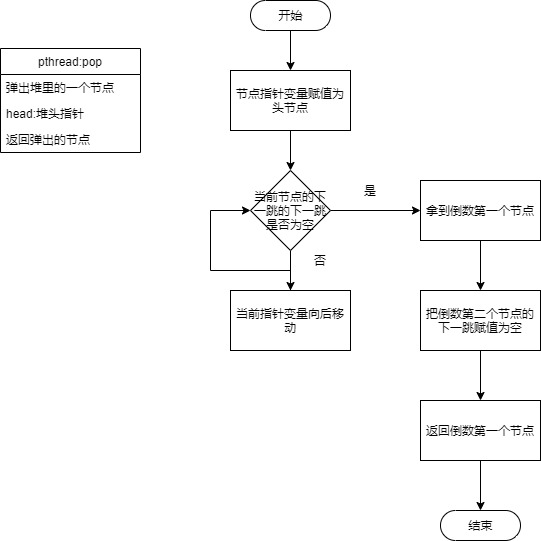 开始
pthread:pop
弹出堆里的一个节点
head:堆头指针
返回弹出的节点
节点指针变量赋值为
头节点
当前节点的下
一跳的下一跳
是否为空
是
拿到倒数第一个节点
否
当前指针变量向后移
动
把倒数第二个节点的
下一跳赋值为空
返回倒数第一个节点
结束